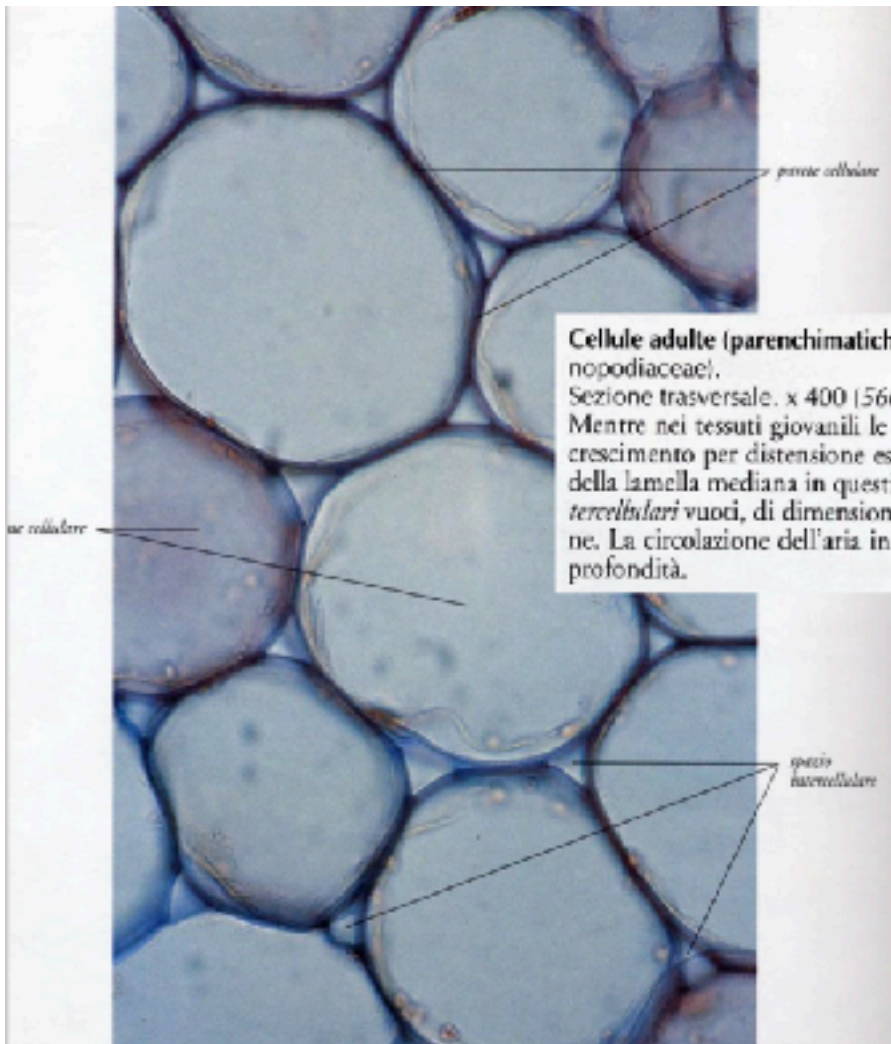 parete cellulare
Cellule adulte (parenchimatich
nopodiaceae).
Sezione trasversale. x 400 (56
Mentre nei tessuti giovanili le
crescimento per distensione es
della lamella mediana in quest
tercellulari vuoti, di dimension
ne. La circolazione dell'aria in
profondità.
cellulare
spazio
intercellulare